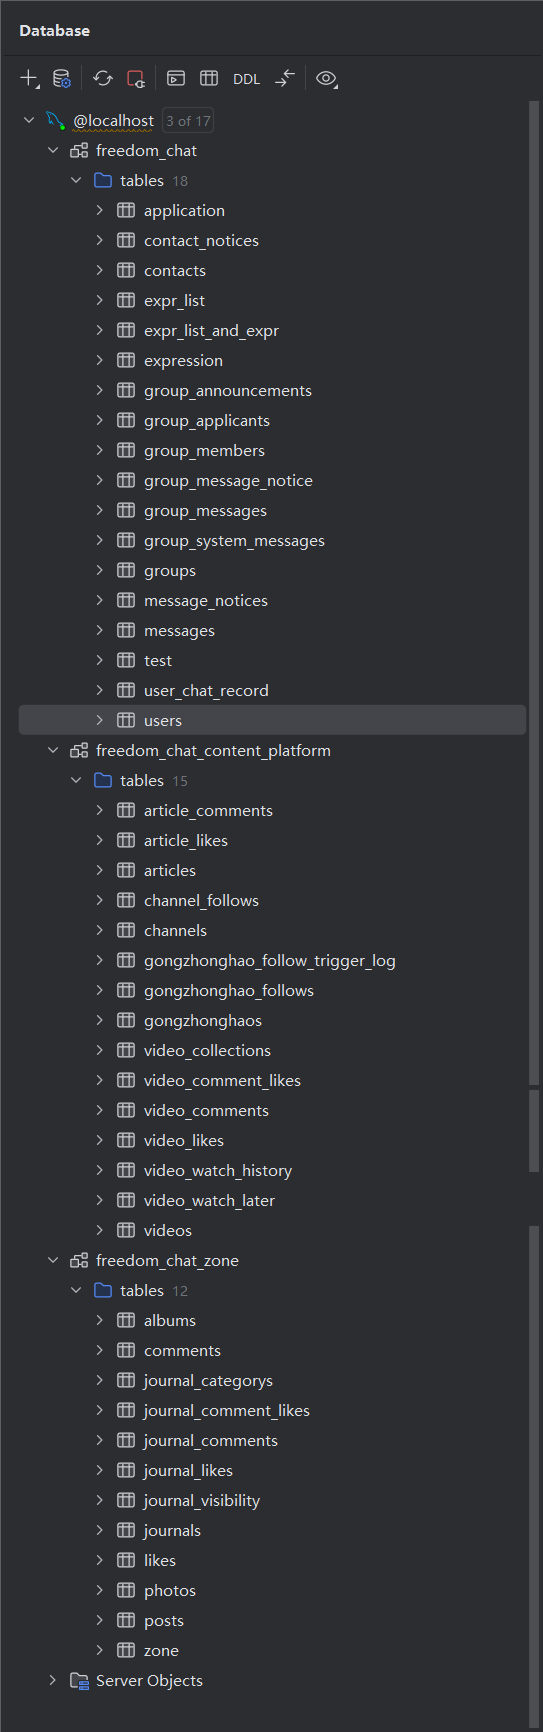 Database
DDL
@localhost 3 of 17
freedom_chat
tables 18
application
contact_notices
contacts
expr_list
expr_list_and_expr
expression
group_announcements
group_applicants
group_members
group_message_notice
group_messages
group_system_messages
groups
message_notices
messages
test
user_chat_record
users
freedom_chat_content_platform
tables 15
article_comments
article_likes
articles
channel_follows
channels
gongzhonghao_follow_trigger_log
gongzhonghao_follows
gongzhonghaos
video_collections
video_comment_likes
video_comments
video_likes
video_watch_history
video_watch_later
videos
freedom_chat_zone
tables 12
albums
comments
journal_categorys
journal_comment_likes
journal_comments
journal_likes
journal_visibility
journals
likes
photos
posts
zone
Server Objects